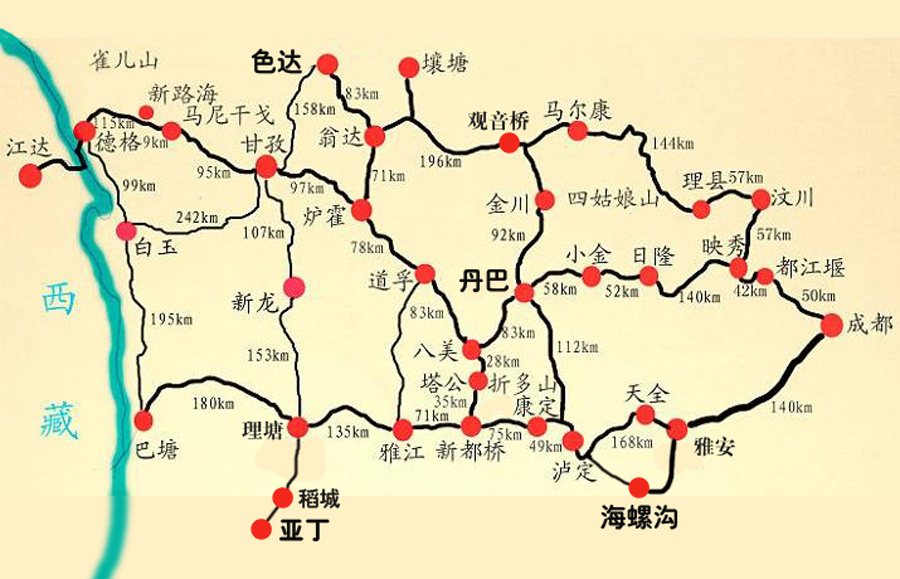 雀儿山
色达
壤塘
新路海
83km
115km
马尼干戈
158km
观音桥
马尔康
江达
德格
9km
甘孜
翁达
144km
196km
95km
97km
71km
理县
57km
99km
金川
四姑娘山
汶川
242km
炉霍
107km
92km
57km
白玉
78km
小金
日隆
映秀
道孚
丹巴
都江堰
西
新龙
58km
52km
140km
42km
50km
83km
195km
83km
成都
153km
八美
28km
112km
塔公
折多山
藏
180km
35km
康定
天全
140km
理塘
135km
71km
75km
49km
168km
巴塘
雅江
新都桥
泸定
雅安
稻城
海螺沟
亚丁